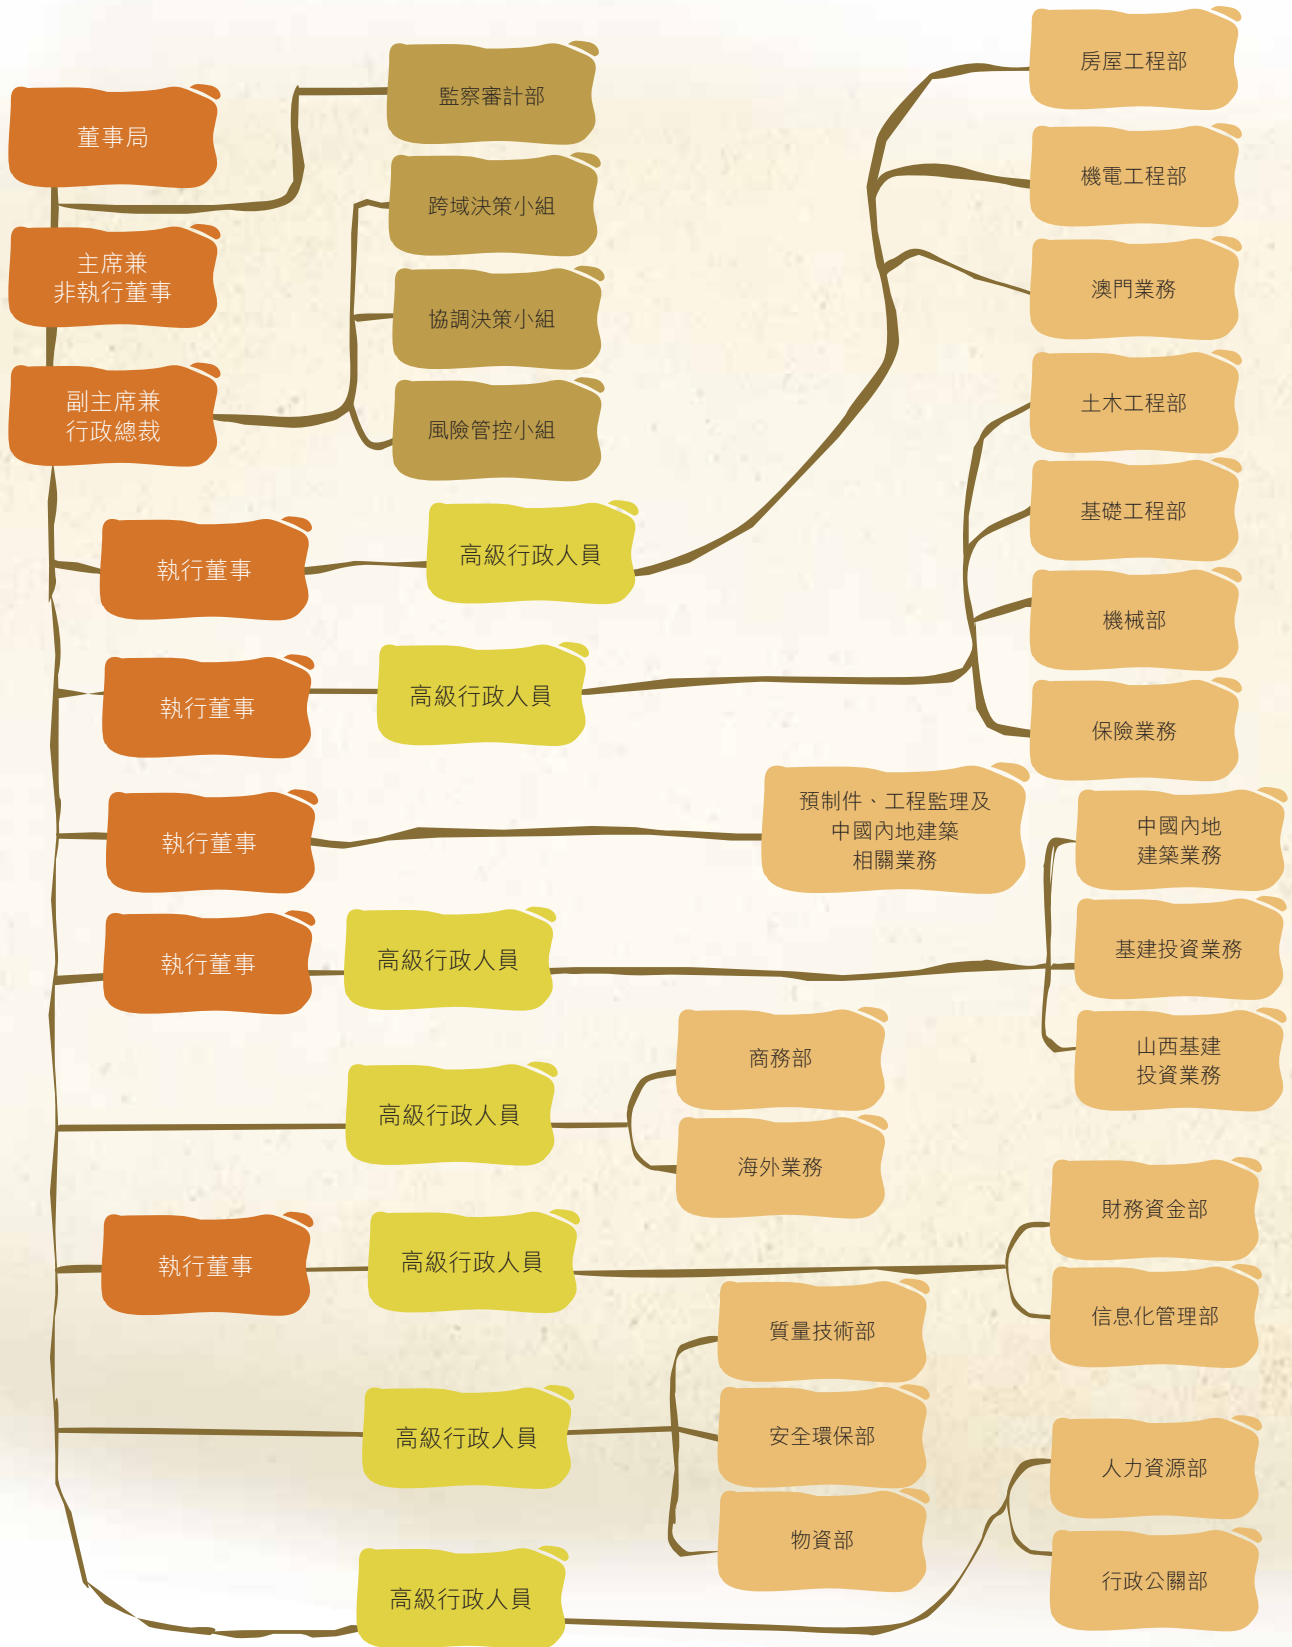 董事局
監察審計部
主席兼
非執行董事
跨域決策小組
協調決策小組
副主席兼
行政總裁
風險管控小組
執行董事
高級行政人員
房屋工程部
機電工程部
澳門業務
執行董事
高級行政人員
土木工程部
基礎工程部
機械部
保險業務
執行董事
預制件、工程監理及
中國內地建築
相關業務
執行董事
高級行政人員
中國內地
建築業務
基建投資業務
山西基建
投資業務
高級行政人員
商務部
海外業務
執行董事
高級行政人員
財務資金部
信息化管理部
高級行政人員
質量技術部
安全環保部
物資部
高級行政人員
人力資源部
行政公關部